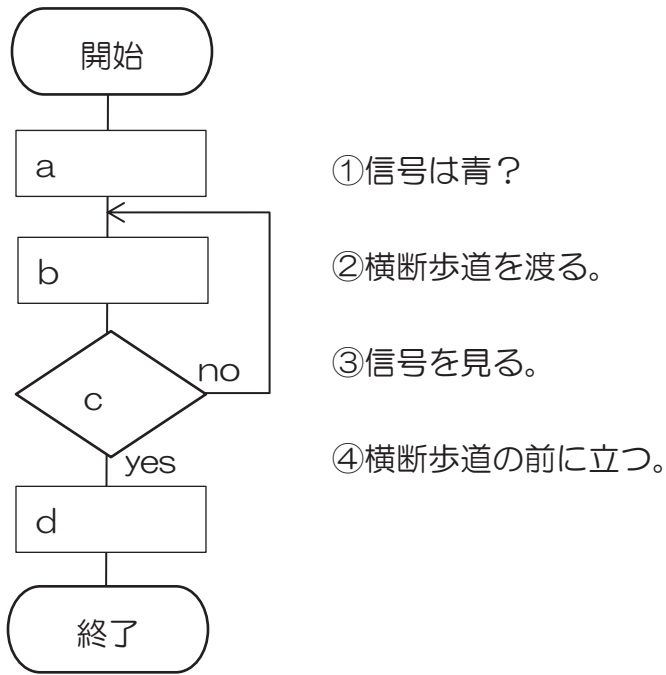 開始
a
b
c
no
yes
d
終了
①信号は青？
②横断歩道を渡る。
③信号を見る。
④横断歩道の前に立つ。